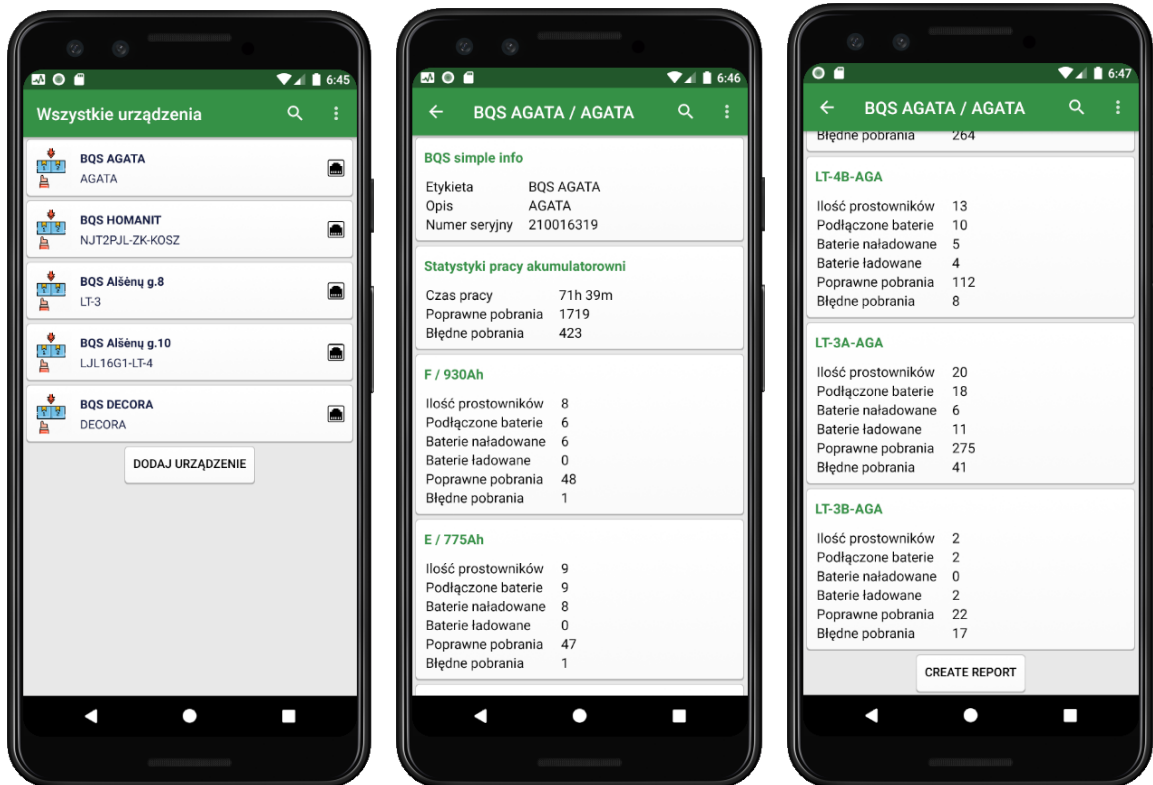 6:45
Wszystkie urządzenia
BQS AGATA
AGATA
BQS HOMANIT
NJT2PJL-ZK-KOSZ
BQS Alšėnų g.8
LT-3
BQS Alšėnų g.10
LJL16G1-LT-4
BQS DECORA
DECORA
DODAJ URZĄDZENIE
6:46
BQS AGATA / AGATA
BQS simple info
Etykieta BQS AGATA
Opis AGATA
Numer seryjny 210016319
Statystyki pracy akumulatorowni
Czas pracy 71h 39m
Poprawne pobrania 1719
Błędne pobrania 423
F / 930Ah
Ilość prostowników 8
Podłączone baterie 6
Baterie naładowane 6
Baterie ładowane 0
Poprawne pobrania 48
Błędne pobrania 1
E / 775Ah
Ilość prostowników 9
Podłączone baterie 9
Baterie naładowane 8
Baterie ładowane 0
Poprawne pobrania 47
Błędne pobrania 1
6:47
BQS AGATA / AGATA
Błędne pobrania 264
LT-4B-AGA
Ilość prostowników 13
Podłączone baterie 10
Baterie naładowane 5
Baterie ładowane 4
Poprawne pobrania 112
Błędne pobrania 8
LT-3A-AGA
Ilość prostowników 20
Podłączone baterie 18
Baterie naładowane 6
Baterie ładowane 11
Poprawne pobrania 275
Błędne pobrania 41
LT-3B-AGA
Ilość prostowników 2
Podłączone baterie 2
Baterie naładowane 0
Baterie ładowane 2
Poprawne pobrania 22
Błędne pobrania 17
CREATE REPORT